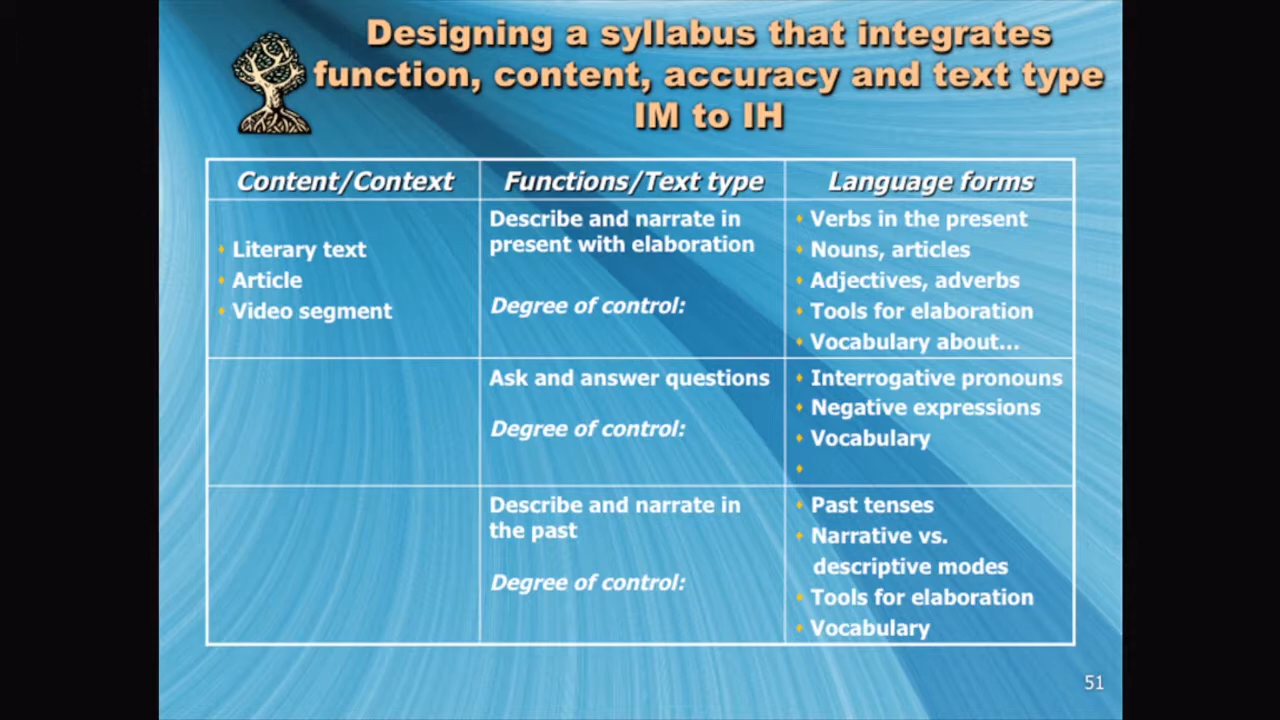 Designing a syllabus that integrates
function, content, accuracy and text type
IM to IH
Content/Context
Functions/Text type
Language forms
Literary text
Article
Video segment
Describe and narrate in
present with elaboration
Degree of control:
Verbs in the present
Nouns, articles
Adjectives, adverbs
Tools for elaboration
Vocabulary about...
Ask and answer questions
Degree of control:
Interrogative pronouns
Negative expressions
Vocabulary
Describe and narrate in
the past
Degree of control:
Past tenses
Narrative vs.
descriptive modes
Tools for elaboration
Vocabulary
51